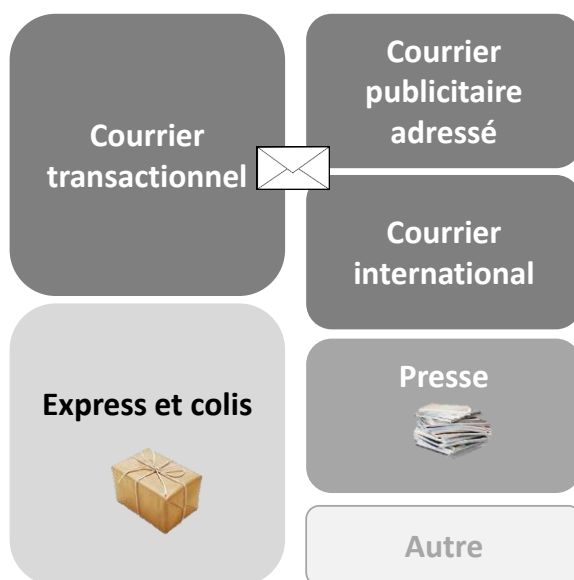 Courrier
transactionnel
Courrier
publicitaire
adressé
Courrier
international
Express et colis
Presse
Autre